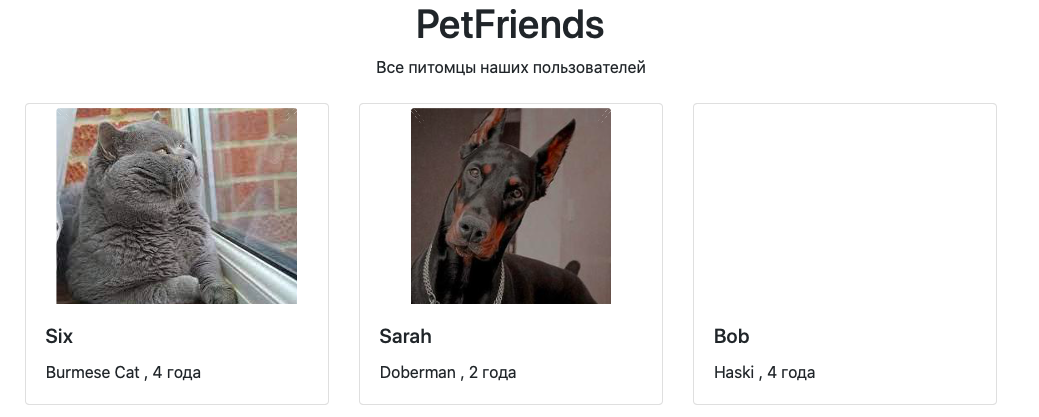 PetFriends
Все питомцы наших пользователей
Six
Burmese Cat , 4 года
Sarah
Doberman , 2 года
Bob
Haski , 4 года